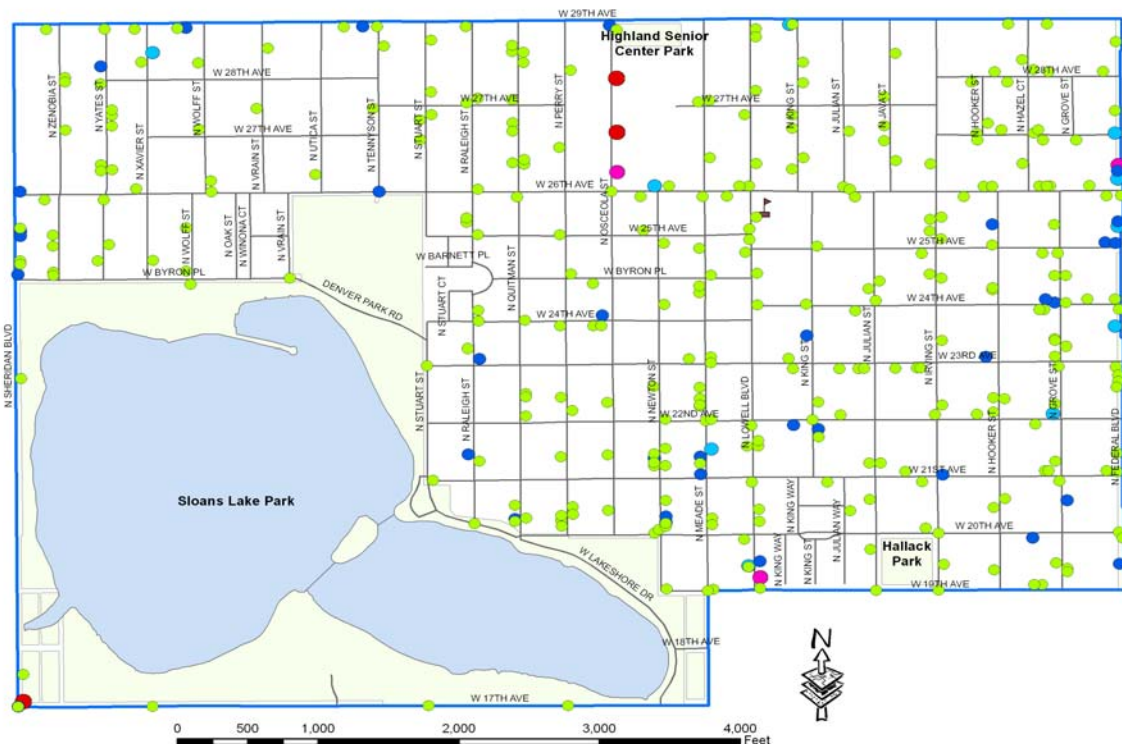 W 29TH AVE
Highland Senior
Center Park
W 28TH AVE
W 28TH AVE
N ZENOBIA ST
N YATES ST
N XAVIER ST
N WOLFF ST
N VRAIN ST
N UTICA ST
N TENNYSON ST
N STUART ST
N RALEIGH ST
N PERRY ST
W 27TH AVE
W 27TH AVE
W 27TH AVE
N KING ST
N JULIAN ST
N HOOKER ST
N HAZEL CT
N GROVE ST
W 26TH AVE
W 26TH AVE
N OSCEOLA ST
N WOLFF ST
N OAK ST
N WINONA CT
N VRAIN ST
W 25TH AVE
W 25TH AVE
W BARNETT PL
W BYRON PL
W BYRON PL
N QUITMAN ST
N STUART CT
DENVER PARK RD
W 24TH AVE
W 24TH AVE
N SHERIDAN BLVD
N STUART ST
N RALEIGH ST
N NEWTON ST
N LOWELL BLVD
N KING ST
N JULIAN ST
N IRVING ST
W 23RD AVE
W 22ND AVE
N HOOKER ST
N GROVE ST
N FEDERAL BLVD
W 21ST AVE
Sloans Lake Park
N MEADE ST
N KING WAY
N KING WAY
N KING ST
N JULIAN WAY
W 20TH AVE
Hallack
Park
W 19TH AVE
W LAKESHORE DR
W 18TH AVE
W 17TH AVE
N
0 500 1,000 2,000 3,000 4,000
Feet